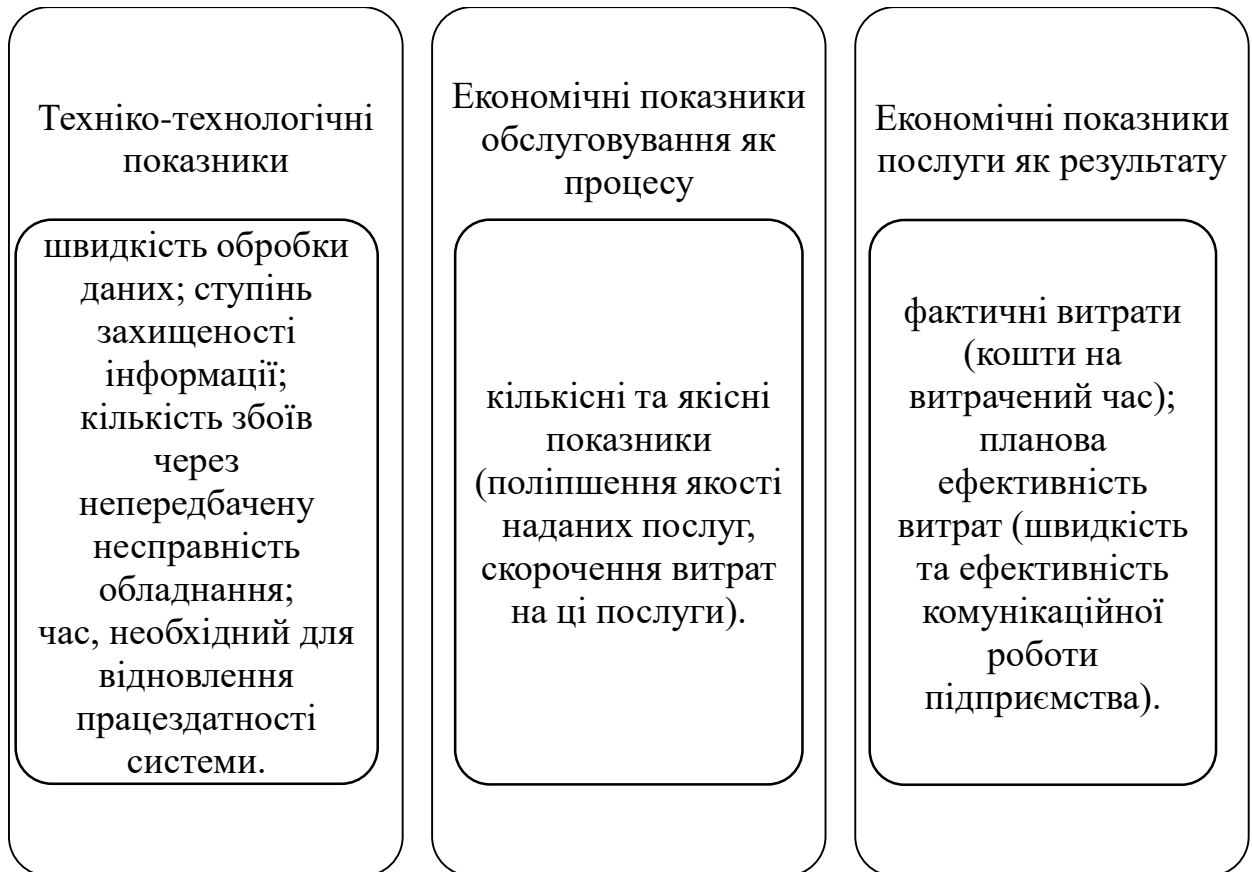 Техніко-технологічні
показники
швидкість обробки
даних; ступінь
захищеності
інформації;
кількість збоїв
через
непередбачену
несправність
обладнання;
час, необхідний для
відновлення
працездатності
системи.
Економічні показники
обслуговування як
процесу
кількісні та якісні
показники
(поліпшення якості
наданих послуг,
скорочення витрат
на ці послуги).
Економічні показники
послуги як результату
фактичні витрати
(кошти на
витрачений час);
планова
ефективність
витрат (швидкість
та ефективність
комунікаційної
роботи
підприємства).